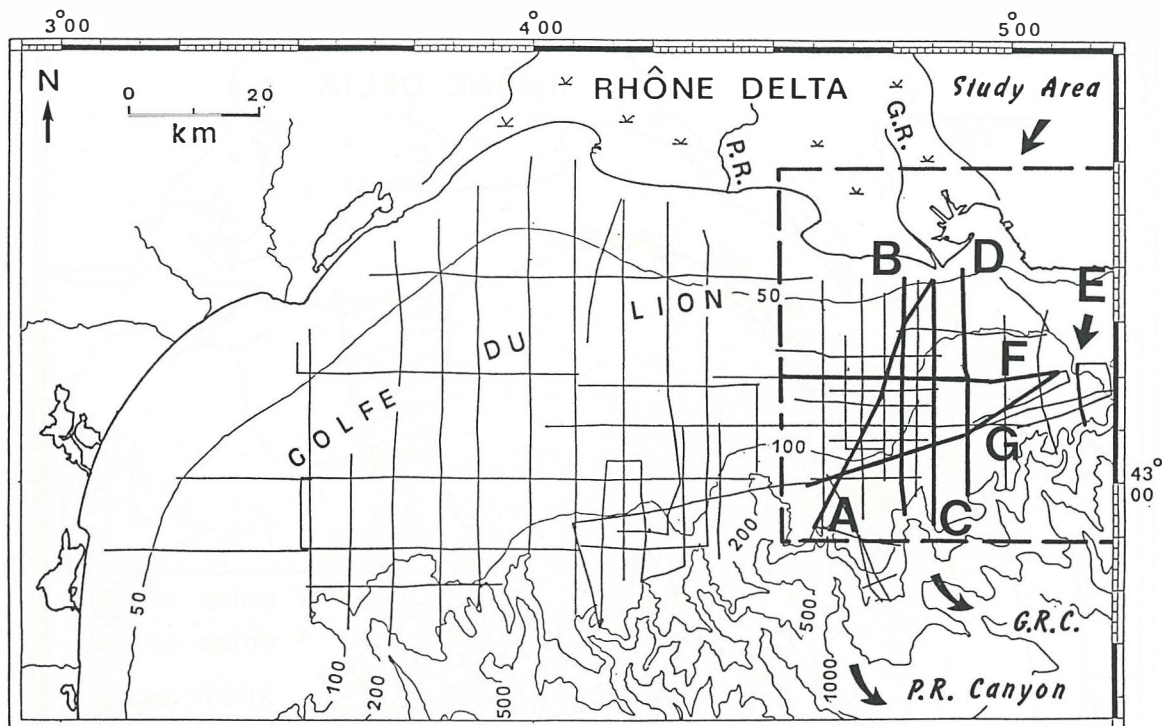 3°00
4°00
5°00
N
0 20
km
RHÔNE DELTA
Study Area
P.R.
G.R.
B
D
E
50
GOLFE DU LION
F
G
100
43°00
A
C
200
50
500
G.R.C.
100
200
500
1000
P.R. Canyon